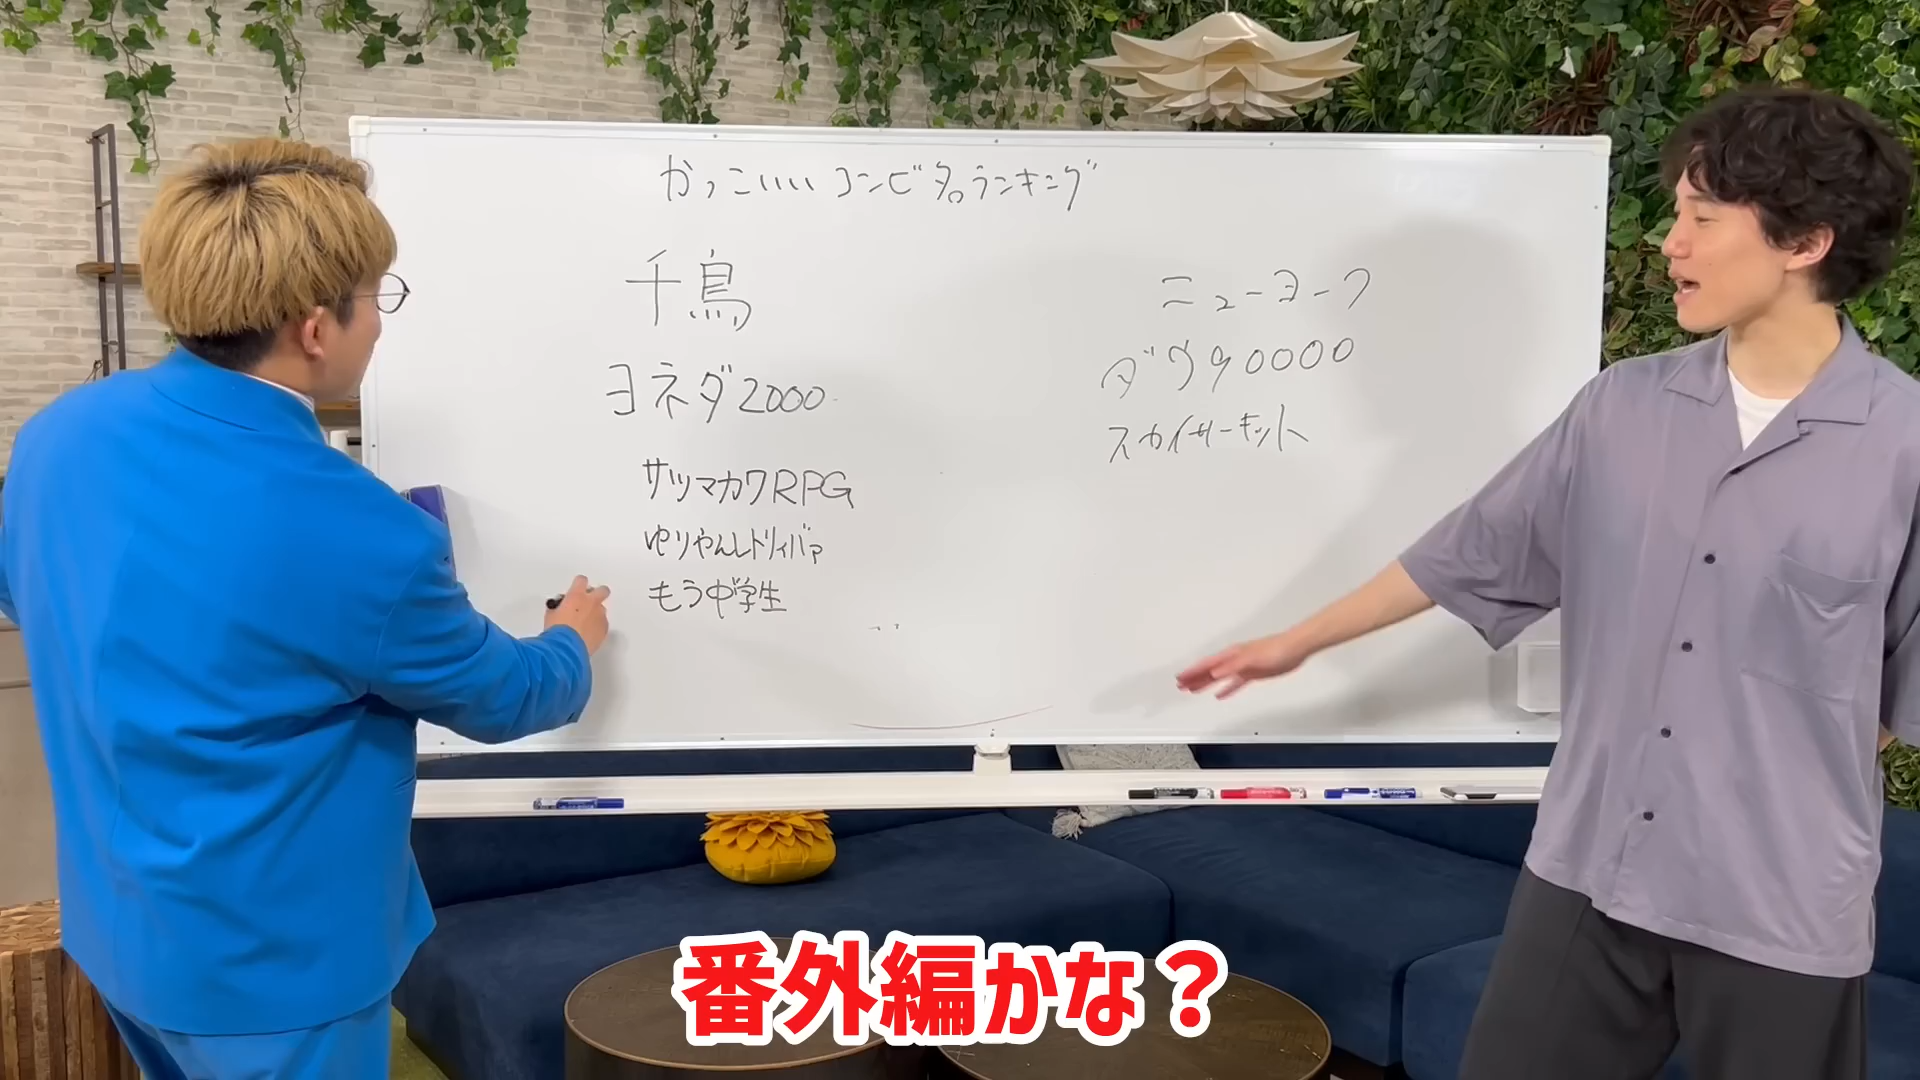 かっこいいコンビ名ランキング
千鳥
ヨネダ2000
サツマカワRPG
ゆりやんレトリィバァ
もう中学生
ニューヨーク
ダウ90000
スカイサーキット
番外編かな？